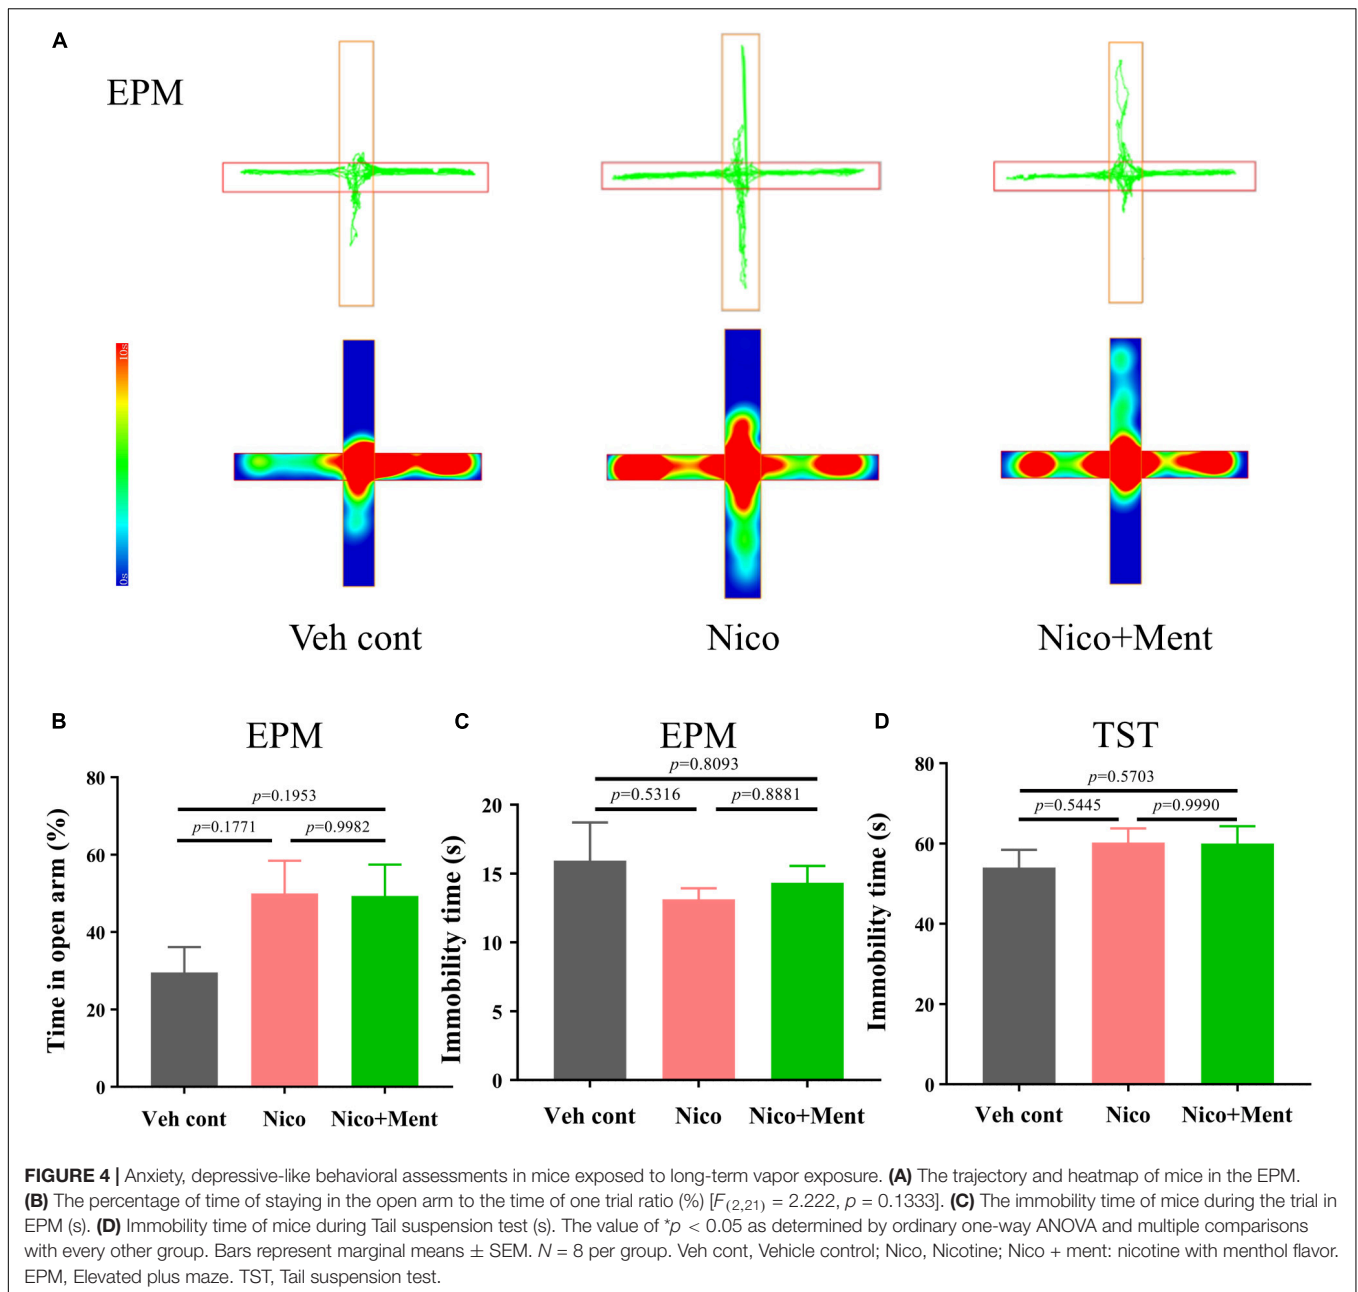 A
EPM
10s
0s
Veh cont
Nico
Nico+Ment
B
EPM
Time in open arm (%)
80
60
40
20
0
p=0.1953
p=0.1771
p=0.9982
Veh cont
Nico
Nico+Ment
C
EPM
Immobility time (s)
20
15
10
5
0
p=0.8093
p=0.5316
p=0.8881
Veh cont
Nico
Nico+Ment
D
TST
Immobility time (s)
80
60
40
20
0
p=0.5703
p=0.5445
p=0.9990
Veh cont
Nico
Nico+Ment
FIGURE 4 | Anxiety, depressive-like behavioral assessments in mice exposed to long-term vapor exposure. (A) The trajectory and heatmap of mice in the EPM.
(B) The percentage of time of staying in the open arm to the time of one trial ratio (%) [F(2,21) = 2.222, p = 0.1333]. (C) The immobility time of mice during the trial in
EPM (s). (D) Immobility time of mice during Tail suspension test (s). The value of *p < 0.05 as determined by ordinary one-way ANOVA and multiple comparisons
with every other group. Bars represent marginal means ± SEM. N = 8 per group. Veh cont, Vehicle control; Nico, Nicotine; Nico + ment: nicotine with menthol flavor.
EPM, Elevated plus maze. TST, Tail suspension test.